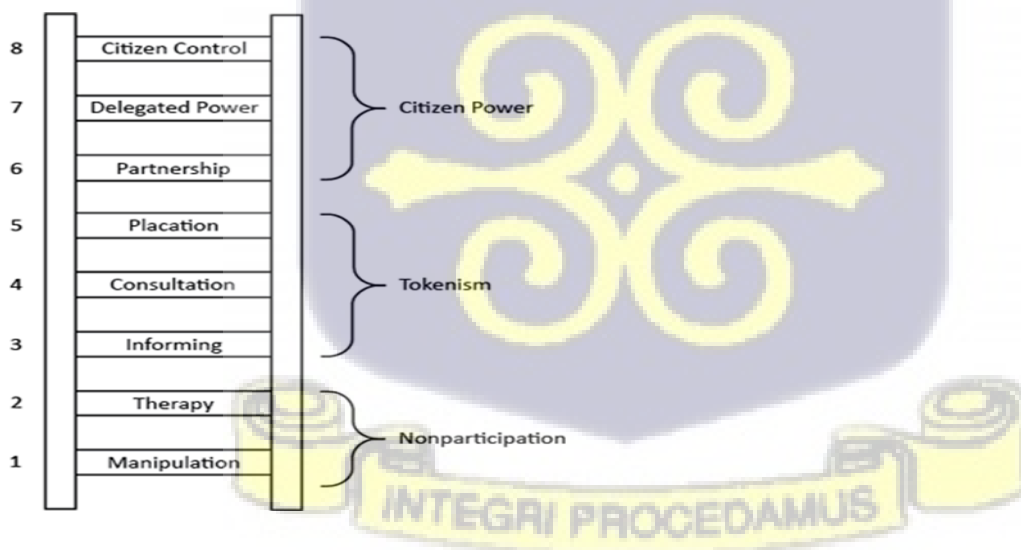 8 Citizen Control
7 Delegated Power Citizen Power
6 Partnership
5 Placation
4 Consultation Tokenism
3 Informing
2 Therapy
Nonparticipation
1 Manipulation
INTEGRI PROCEDAMUS